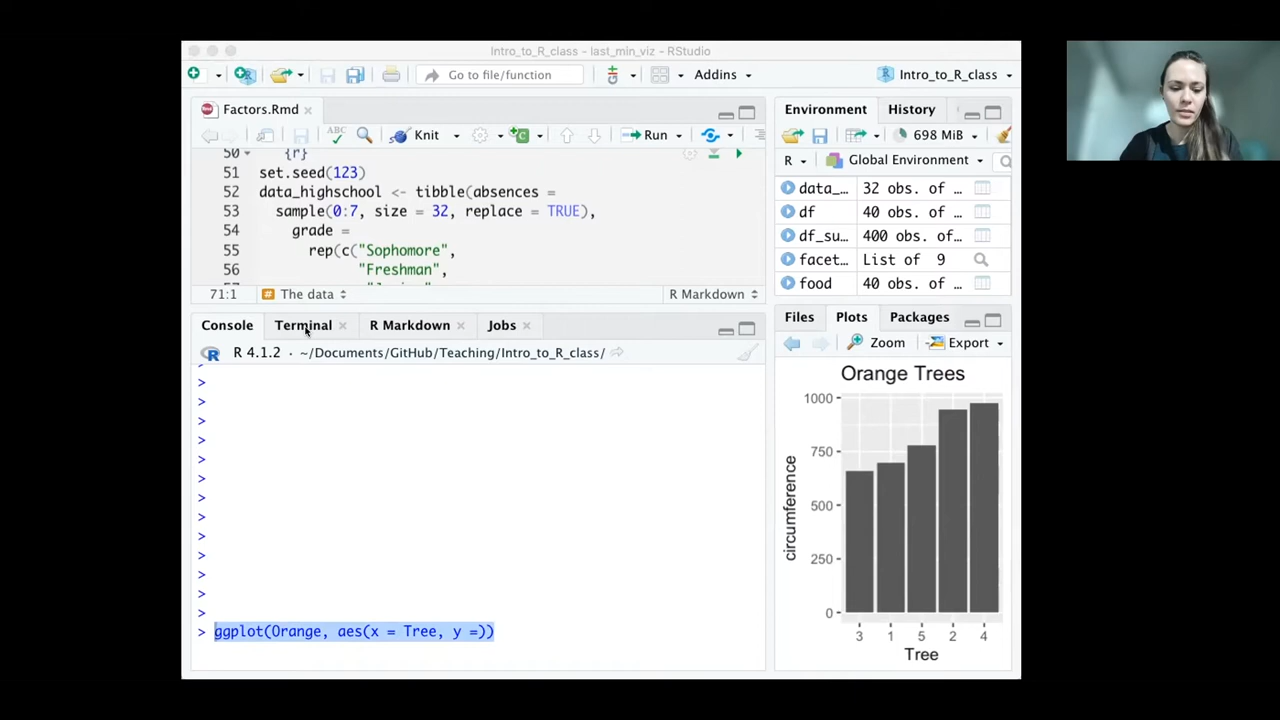 Intro_to_R_class - last_min_viz - RStudio
Go to file/function
Addins
Intro_to_R_class
Factors.Rmd
ABC
Knit
Run
50 {r}
51 set.seed(123)
52 data_highschool <- tibble(absences =
53 sample(0:7, size = 32, replace = TRUE),
54 grade =
55 rep(c("Sophomore",
56 "Freshman",
71:1 # The data R Markdown
Console Terminal R Markdown Jobs
R 4.1.2 · ~/Documents/GitHub/Teaching/Intro_to_R_class/
>
>
>
>
>
>
>
>
>
>
>
>
>
> ggplot(Orange, aes(x = Tree, y =))
Environment History
698 MiB
R Global Environment
data_… 32 obs. of …
df 40 obs. of …
df_su… 400 obs. of…
facet… List of 9
food 40 obs. of …
Files Plots Packages
Zoom Export
Orange Trees
1000
750
500
250
0
circumference
3 1 5 2 4
Tree